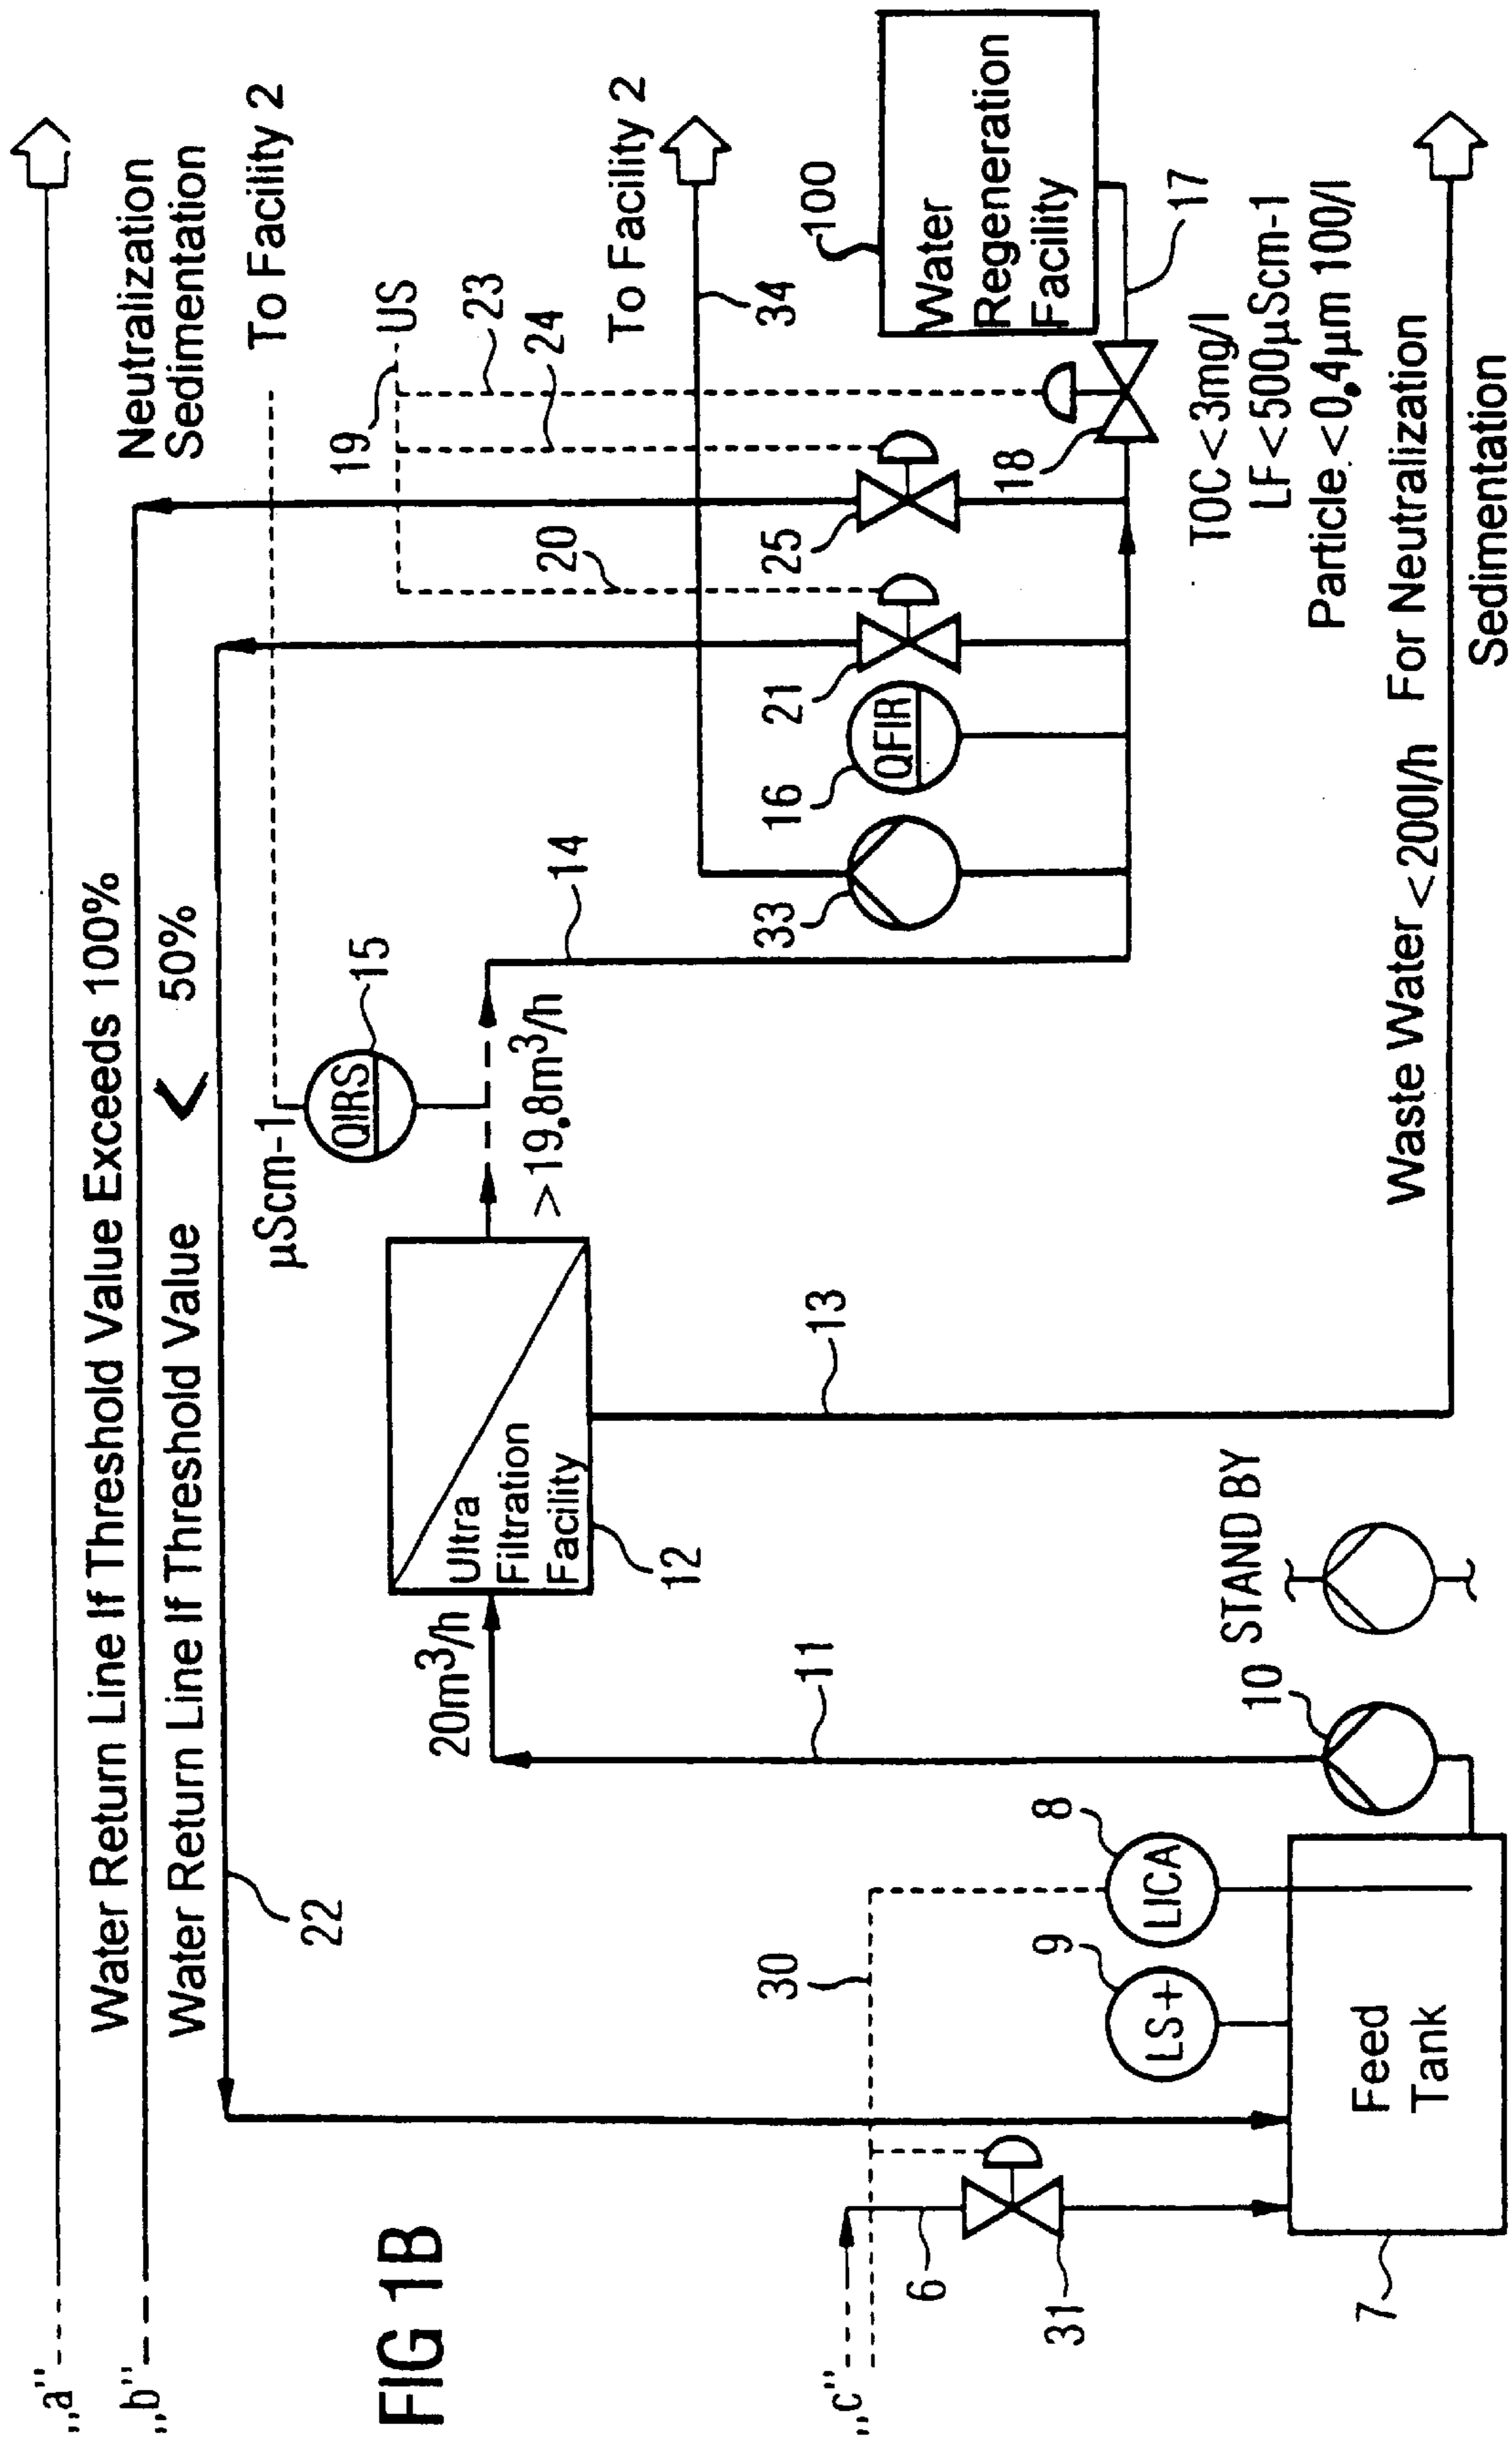 „a"
Neutralization
Sedimentation
„b"
Water Return Line If Threshold Value Exceeds 100%
Water Return Line If Threshold Value < 50%
To Facility 2
22
FIG 1B
µScm-1
QIRS
15
19
US
23
24
20
20m³/h
Ultra
Filtration
Facility
12
>19.8m³/h
14
To Facility 2
34
11
13
33
16
QFIR
21
25
100
Water
Regeneration
Facility
17
18
TOC <3mg/l
LF <500µScm-1
Particle <0.4µm 100/l
„c"
6
31
30
9
LS+
8
LICA
10
STAND BY
7
Feed
Tank
Waste Water <200l/h For Neutralization
Sedimentation